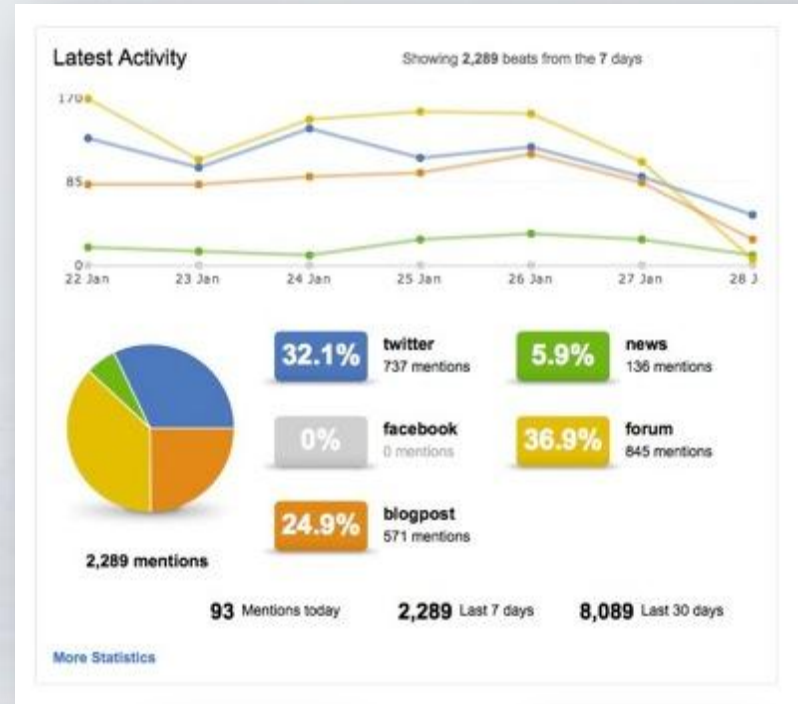 Latest Activity
Showing 2,289 beats from the 7 days
170
85
0
22 Jan 23 Jan 24 Jan 25 Jan 26 Jan 27 Jan 28 J
32.1% twitter
737 mentions
5.9% news
136 mentions
0% facebook
0 mentions
36.9% forum
845 mentions
24.9% blogpost
571 mentions
2,289 mentions
93 Mentions today 2,289 Last 7 days 8,089 Last 30 days
More Statistics